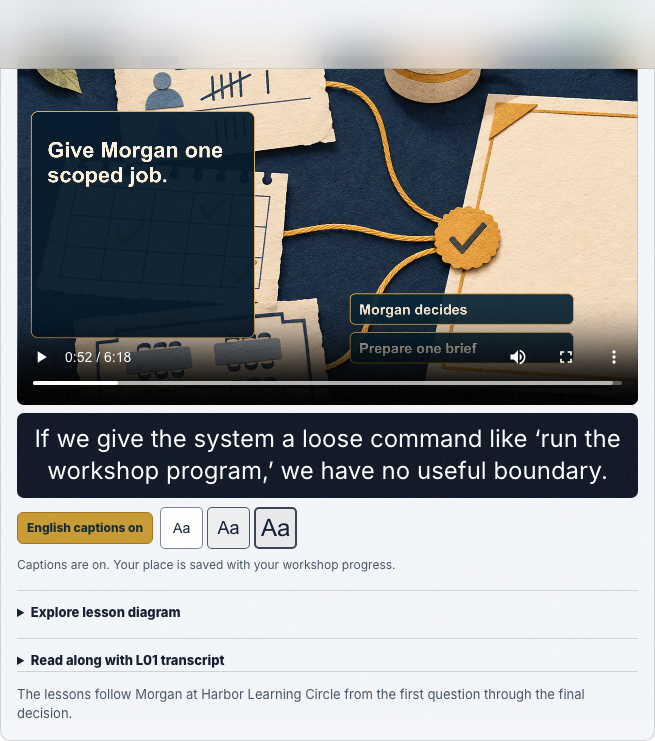 Give Morgan one
scoped job.
Morgan decides
Prepare one brief
0:52 / 6:18
If we give the system a loose command like ‘run the
workshop program,’ we have no useful boundary.
English captions on
Aa
Aa
Aa
Captions are on. Your place is saved with your workshop progress.
Explore lesson diagram
Read along with L01 transcript
The lessons follow Morgan at Harbor Learning Circle from the first question through the final
decision.